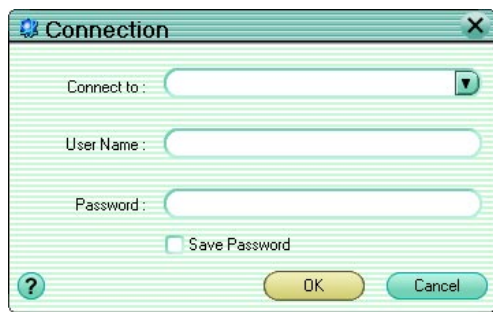 Connection
Connect to :
User Name :
Password :
Save Password
? OK Cancel